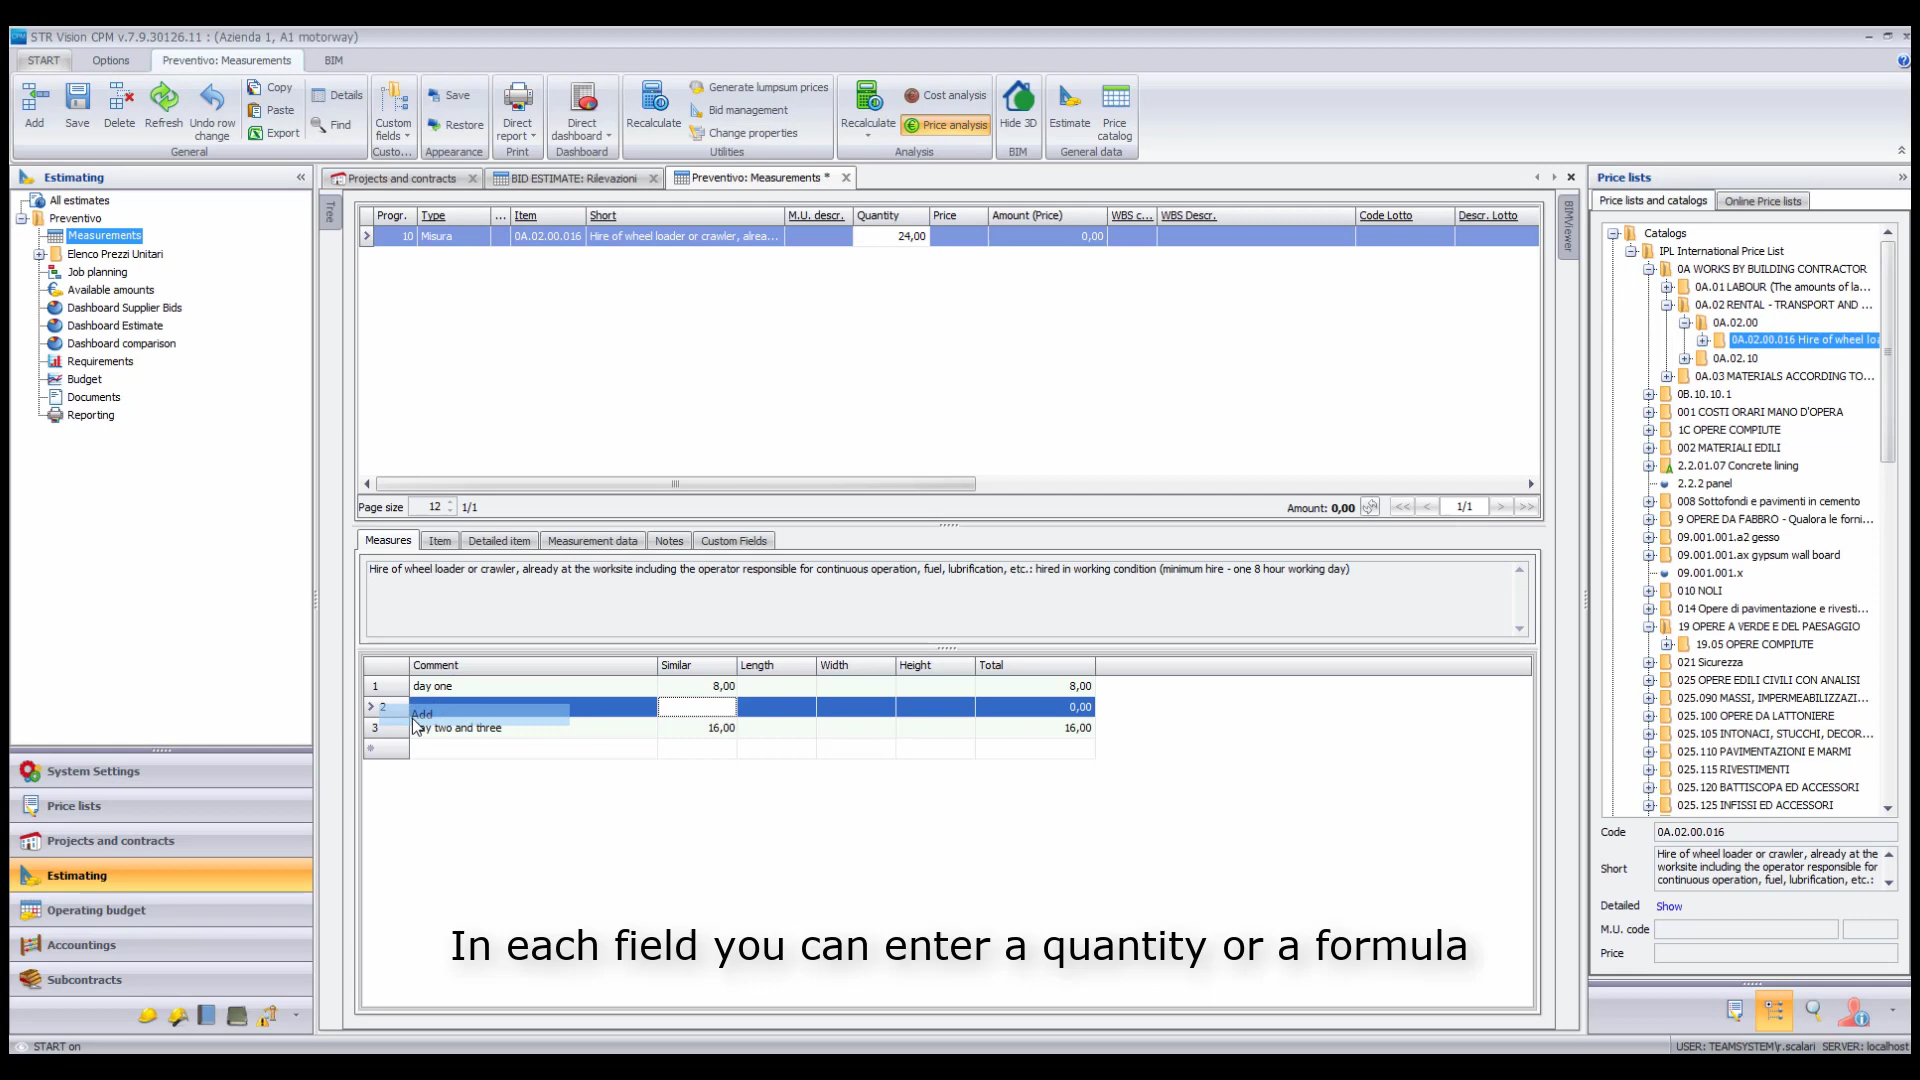 STR Vision CPM v.7.9.30126.11 : (Azienda 1, A1 motorway)
START Options Preventivo: Measurements BIM
Add Save Delete Refresh Undo row change Copy Paste Export General
Details Find
Custom fields Custo...
Save Restore Appearance
Direct report Print
Direct dashboard Dashboard
Recalculate Generate lumpsum prices Bid management Change properties Utilities
Recalculate Cost analysis Price analysis Analysis
Hide 3D BIM
Estimate Price catalog General data
Estimating
All estimates
Preventivo
Measurements
Elenco Prezzi Unitari
Job planning
Available amounts
Dashboard Supplier Bids
Dashboard Estimate
Dashboard comparison
Requirements
Budget
Documents
Reporting
System Settings
Price lists
Projects and contracts
Estimating
Operating budget
Accountings
Subcontracts
Projects and contracts BID ESTIMATE: Rilevazioni Preventivo: Measurements *
Tree
Progr. Type ... Item Short M.U. descr. Quantity Price Amount (Price) WBS c... WBS Descr. Code Lotto Descr. Lotto
10 Misura 0A.02.00.016 Hire of wheel loader or crawler, alrea... 24,00 0,00
BIMViewer
Page size 12 1/1 Amount: 0,00 << < 1/1 > >>
Measures Item Detailed item Measurement data Notes Custom Fields
Hire of wheel loader or crawler, already at the worksite including the operator responsible for continuous operation, fuel, lubrification, etc.: hired in working condition (minimum hire - one 8 hour working day)
Comment Similar Length Width Height Total
1 day one 8,00 8,00
2 Add 0,00
3 day two and three 16,00 16,00
In each field you can enter a quantity or a formula
Price lists
Price lists and catalogs Online Price lists
Catalogs
IPL International Price List
0A WORKS BY BUILDING CONTRACTOR
0A.01 LABOUR (The amounts of la...
0A.02 RENTAL - TRANSPORT AND ...
0A.02.00
0A.02.00.016 Hire of wheel loa
0A.02.10
0A.03 MATERIALS ACCORDING TO...
0B.10.10.1
001 COSTI ORARI MANO D'OPERA
1C OPERE COMPIUTE
002 MATERIALI EDILI
2.2.01.07 Concrete lining
2.2.2 panel
008 Sottofondi e pavimenti in cemento
9 OPERE DA FABBRO - Qualora le forni...
09.001.001.a2 gesso
09.001.001.ax gypsum wall board
09.001.001.x
010 NOLI
014 Opere di pavimentazione e rivesti...
19 OPERE A VERDE E DEL PAESAGGIO
19.05 OPERE COMPIUTE
021 Sicurezza
025 OPERE EDILI CIVILI CON ANALISI
025.090 MASSI, IMPERMEABILIZZAZI...
025.100 OPERE DA LATTONIERE
025.105 INTONACI, STUCCHI, DECOR...
025.110 PAVIMENTAZIONI E MARMI
025.115 RIVESTIMENTI
025.120 BATTISCOPA ED ACCESSORI
025.125 INFISSI ED ACCESSORI
Code 0A.02.00.016
Short Hire of wheel loader or crawler, already at the
worksite including the operator responsible for
continuous operation, fuel, lubrification, etc.:
Detailed Show
M.U. code
Price
START on
USER: TEAMSYSTEM\r.scalari SERVER: localhost